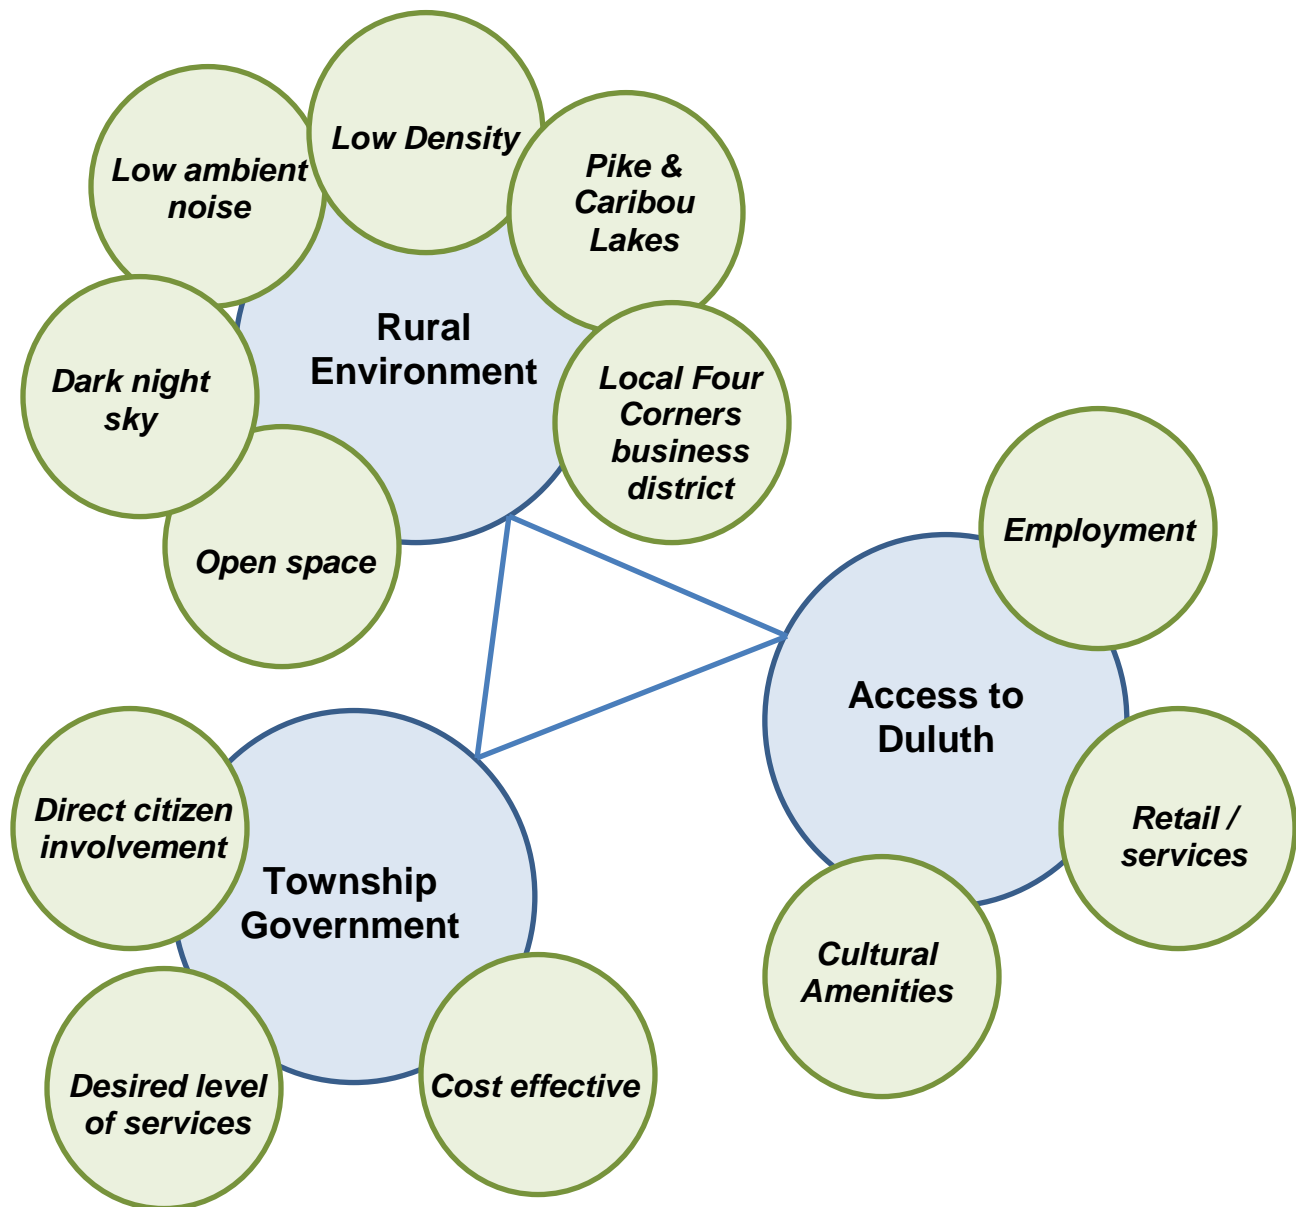 Low Density
Low ambient
noise
Pike &
Caribou
Lakes
Rural
Environment
Dark night
sky
Local Four
Corners
business
district
Open space
Employment
Access to
Duluth
Retail /
services
Cultural
Amenities
Direct citizen
involvement
Township
Government
Desired level
of services
Cost effective